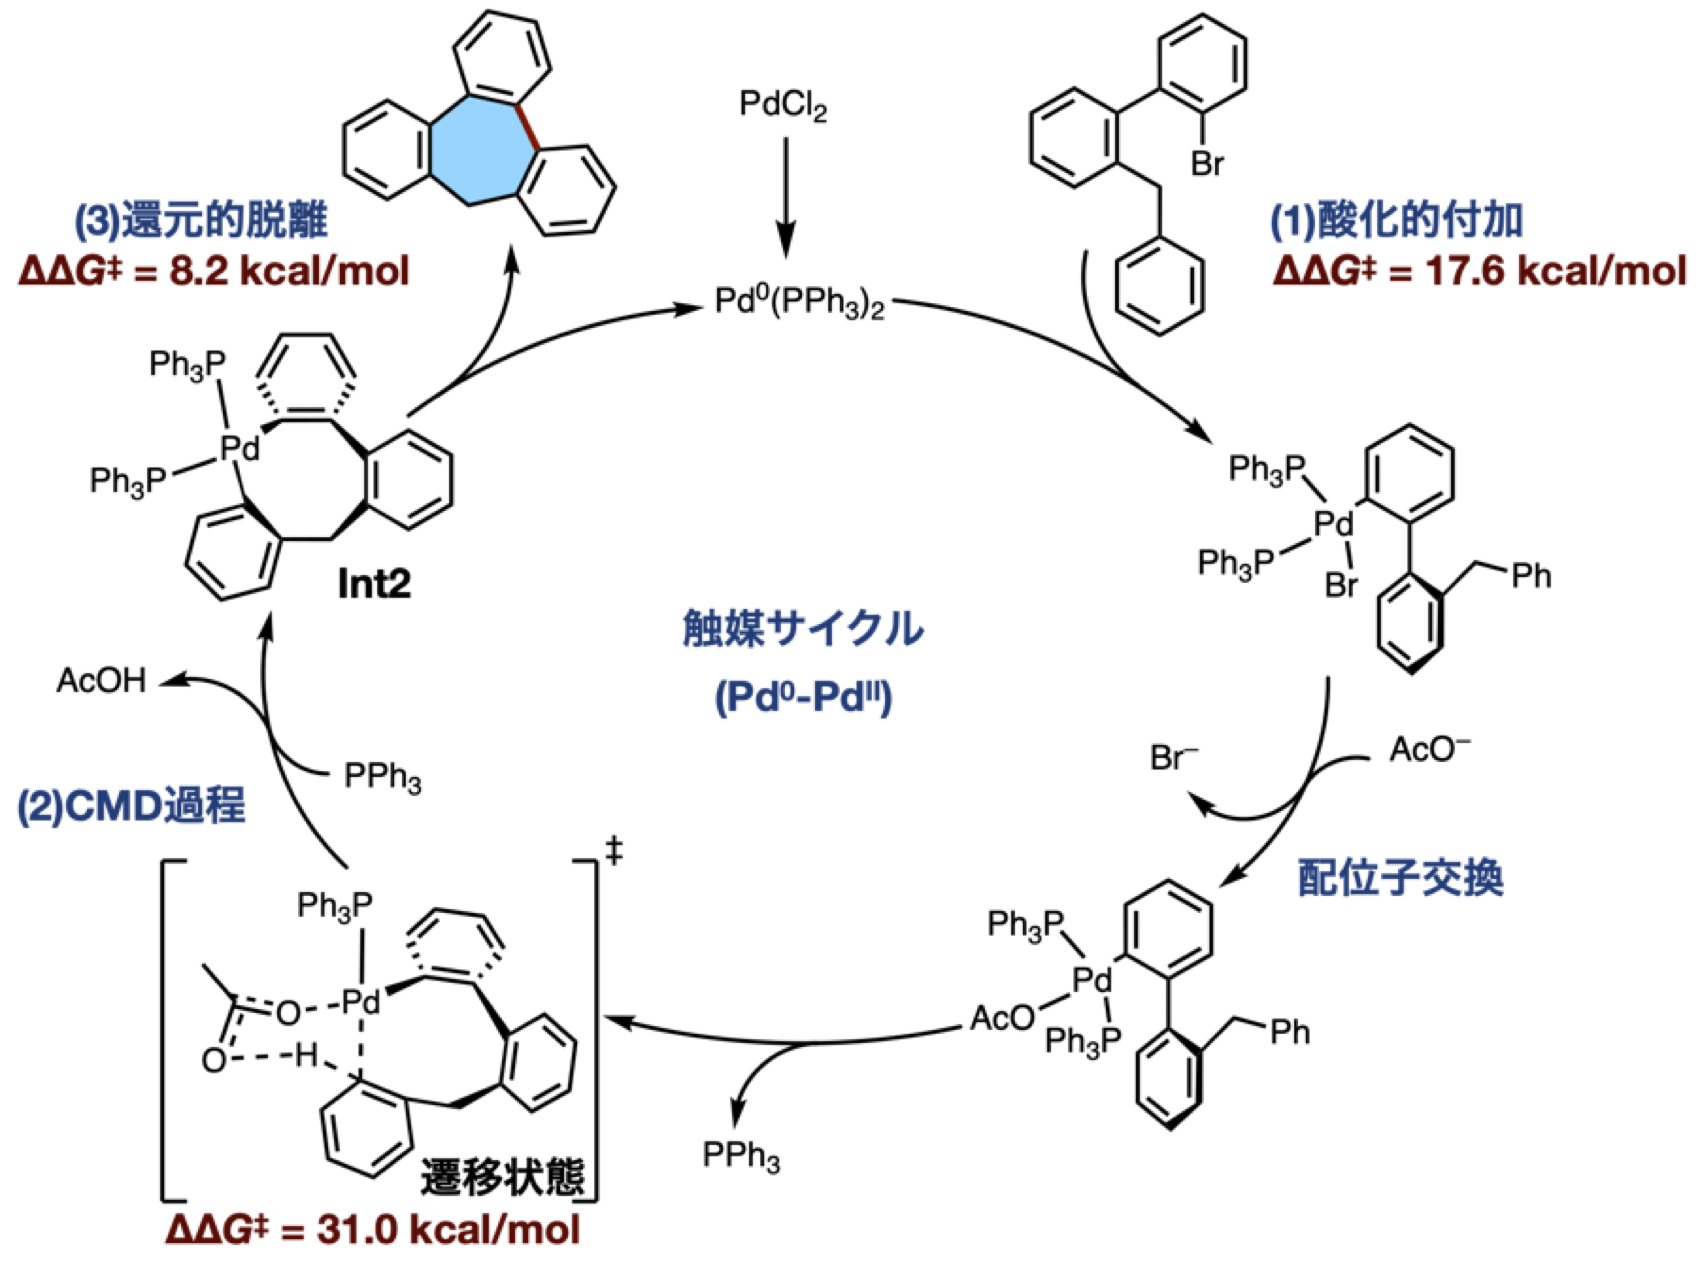 PdCl₂
Br
(3)還元的脱離
ΔΔG‡ = 8.2 kcal/mol
(1)酸化的付加
ΔΔG‡ = 17.6 kcal/mol
Pd⁰(PPh₃)₂
Ph₃P
Pd
Ph₃P
Int2
Ph₃P
Pd
Ph₃P
Br
Ph
触媒サイクル
(Pd⁰-Pdᴵᴵ)
AcOH
PPh₃
(2)CMD過程
Br⁻
AcO⁻
配位子交換
‡
Ph₃P
Pd
O
O
H
遷移状態
ΔΔG‡ = 31.0 kcal/mol
Ph₃P
Pd
AcO
Ph₃P
Ph
PPh₃